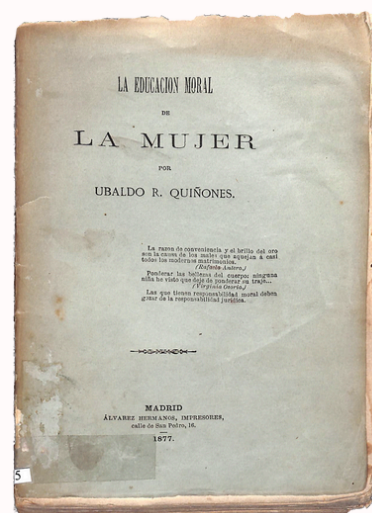 LA EDUCACION MORAL
DE
LA MUJER
POR
UBALDO R. QUIÑONES.
La razon de conveniencia y el brillo del oro
son la causa de los males que aquejan á casi
todos los modernos matrimonios.
(Rafaela Antero.)
Ponderar las bellezas del cuerpo: ninguna
niña he visto que deje de ponderar su traje...
(Virginia Osorio.)
Las que tienen responsabilidad moral deben
gozar de la responsabilidad jurídica.
MADRID
ÁLVAREZ HERMANOS, IMPRESORES,
calle de San Pedro, 16.
1877.
5